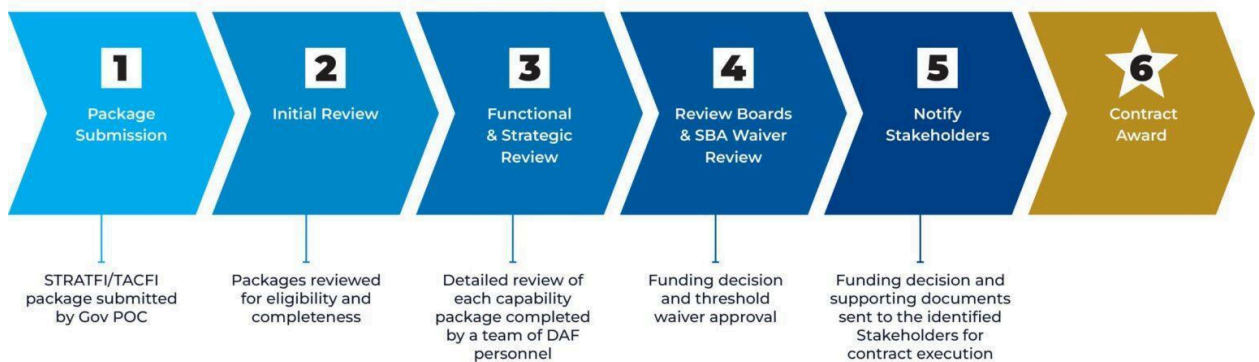 1
Package
Submission
2
Initial Review
3
Functional
& Strategic
Review
4
Review Boards
& SBA Waiver
Review
5
Notify
Stakeholders
6
Contract
Award
STRATFI/TACFI
package submitted
by Gov POC
Packages reviewed
for eligibility and
completeness
Detailed review of
each capability
package completed
by a team of DAF
personnel
Funding decision
and threshold
waiver approval
Funding decision and
supporting documents
sent to the identified
Stakeholders for
contract execution